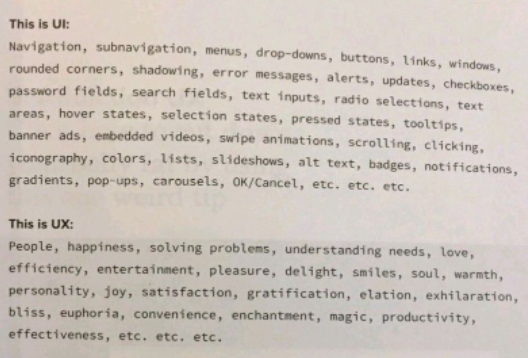 This is UI:
Navigation, subnavigation, menus, drop-downs, buttons, links, windows,
rounded corners, shadowing, error messages, alerts, updates, checkboxes,
password fields, search fields, text inputs, radio selections, text
areas, hover states, selection states, pressed states, tooltips,
banner ads, embedded videos, swipe animations, scrolling, clicking,
iconography, colors, lists, slideshows, alt text, badges, notifications,
gradients, pop-ups, carousels, OK/Cancel, etc. etc. etc.
This is UX:
People, happiness, solving problems, understanding needs, love,
efficiency, entertainment, pleasure, delight, smiles, soul, warmth,
personality, joy, satisfaction, gratification, elation, exhilaration,
bliss, euphoria, convenience, enchantment, magic, productivity,
effectiveness, etc. etc. etc.